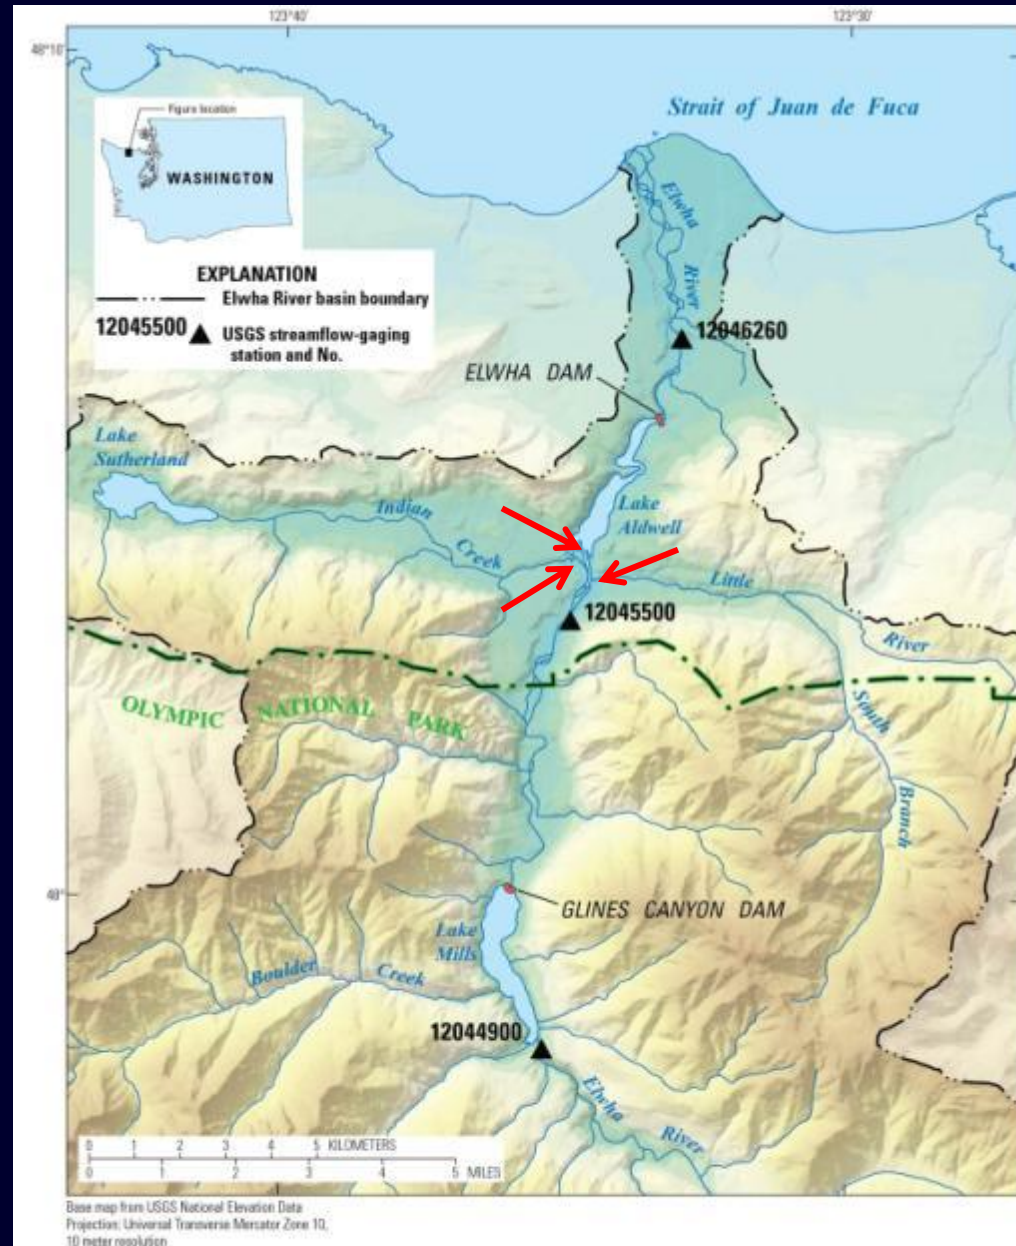 123°40'
123°30'
48°10'
Strait of Juan de Fuca
Figure location
WASHINGTON
EXPLANATION
Elwha River basin boundary
12045500
USGS streamflow-gaging
station and No.
Elwha
River
12046260
ELWHA DAM
Lake
Sutherland
Indian
Creek
Lake
Aldwell
Little
River
12045500
OLYMPIC NATIONAL PARK
South
Branch
48°
GLINES CANYON DAM
Lake
Mills
Boulder Creek
12044900
Elwha
River
0 1 2 3 4 5 KILOMETERS
0 1 2 3 4 5 MILES
Base map from USGS National Elevation Data
Projection: Universal Transverse Mercator Zone 10,
10 meter resolution